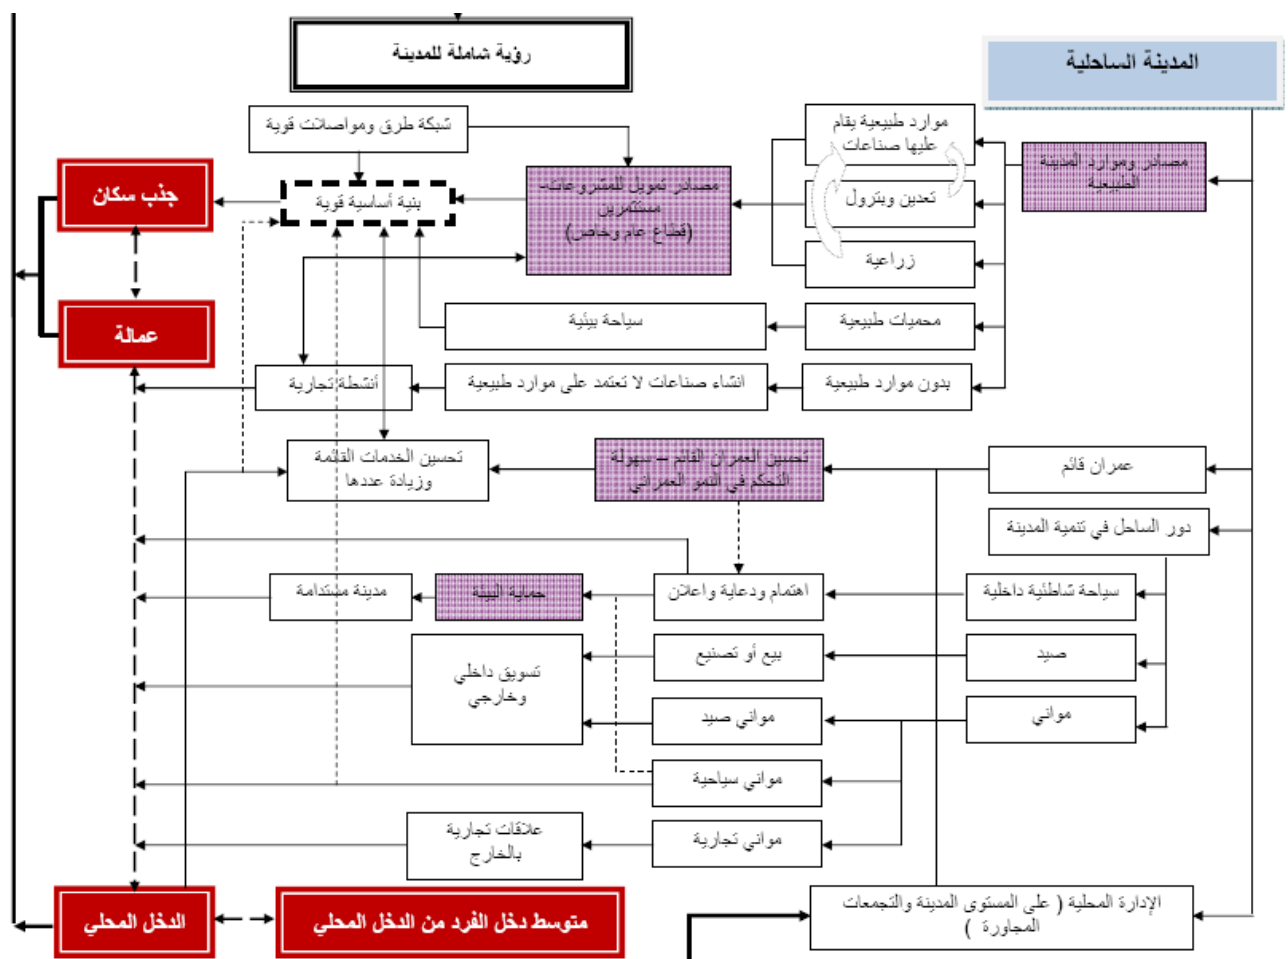 رؤية شاملة للمدينة
المدينة الساحلية
شبكة طرق ومواصلات قوية
موارد طبيعية يقام
عليها صناعات
مصادر وموارد المدينة
الطبيعية
جذب سكان
بنية أساسية قوية
مصادر تمويل للمشروعات-
مستثمرين
(قطاع عام وخاص)
تعدين وبترول
زراعية
عمالة
سياحة بيئية
محميات طبيعية
أنشطة تجارية
انشاء صناعات لا تعتمد على موارد طبيعية
بدون موارد طبيعية
تحسين الخدمات القائمة
وزيادة عددها
تحسين العمران القائم – سهولة
التحكم في النمو العمراني
عمران قائم
دور الساحل في تنمية المدينة
مدينة مستدامة
حماية البيئة
اهتمام ودعاية واعلان
سياحة شاطئية داخلية
تسويق داخلي
وخارجي
بيع أو تصنيع
صيد
مواني صيد
مواني
مواني سياحية
علاقات تجارية
بالخارج
مواني تجارية
الدخل المحلي
متوسط دخل الفرد من الدخل المحلي
الإدارة المحلية ( على المستوى المدينة والتجمعات
المجاورة )